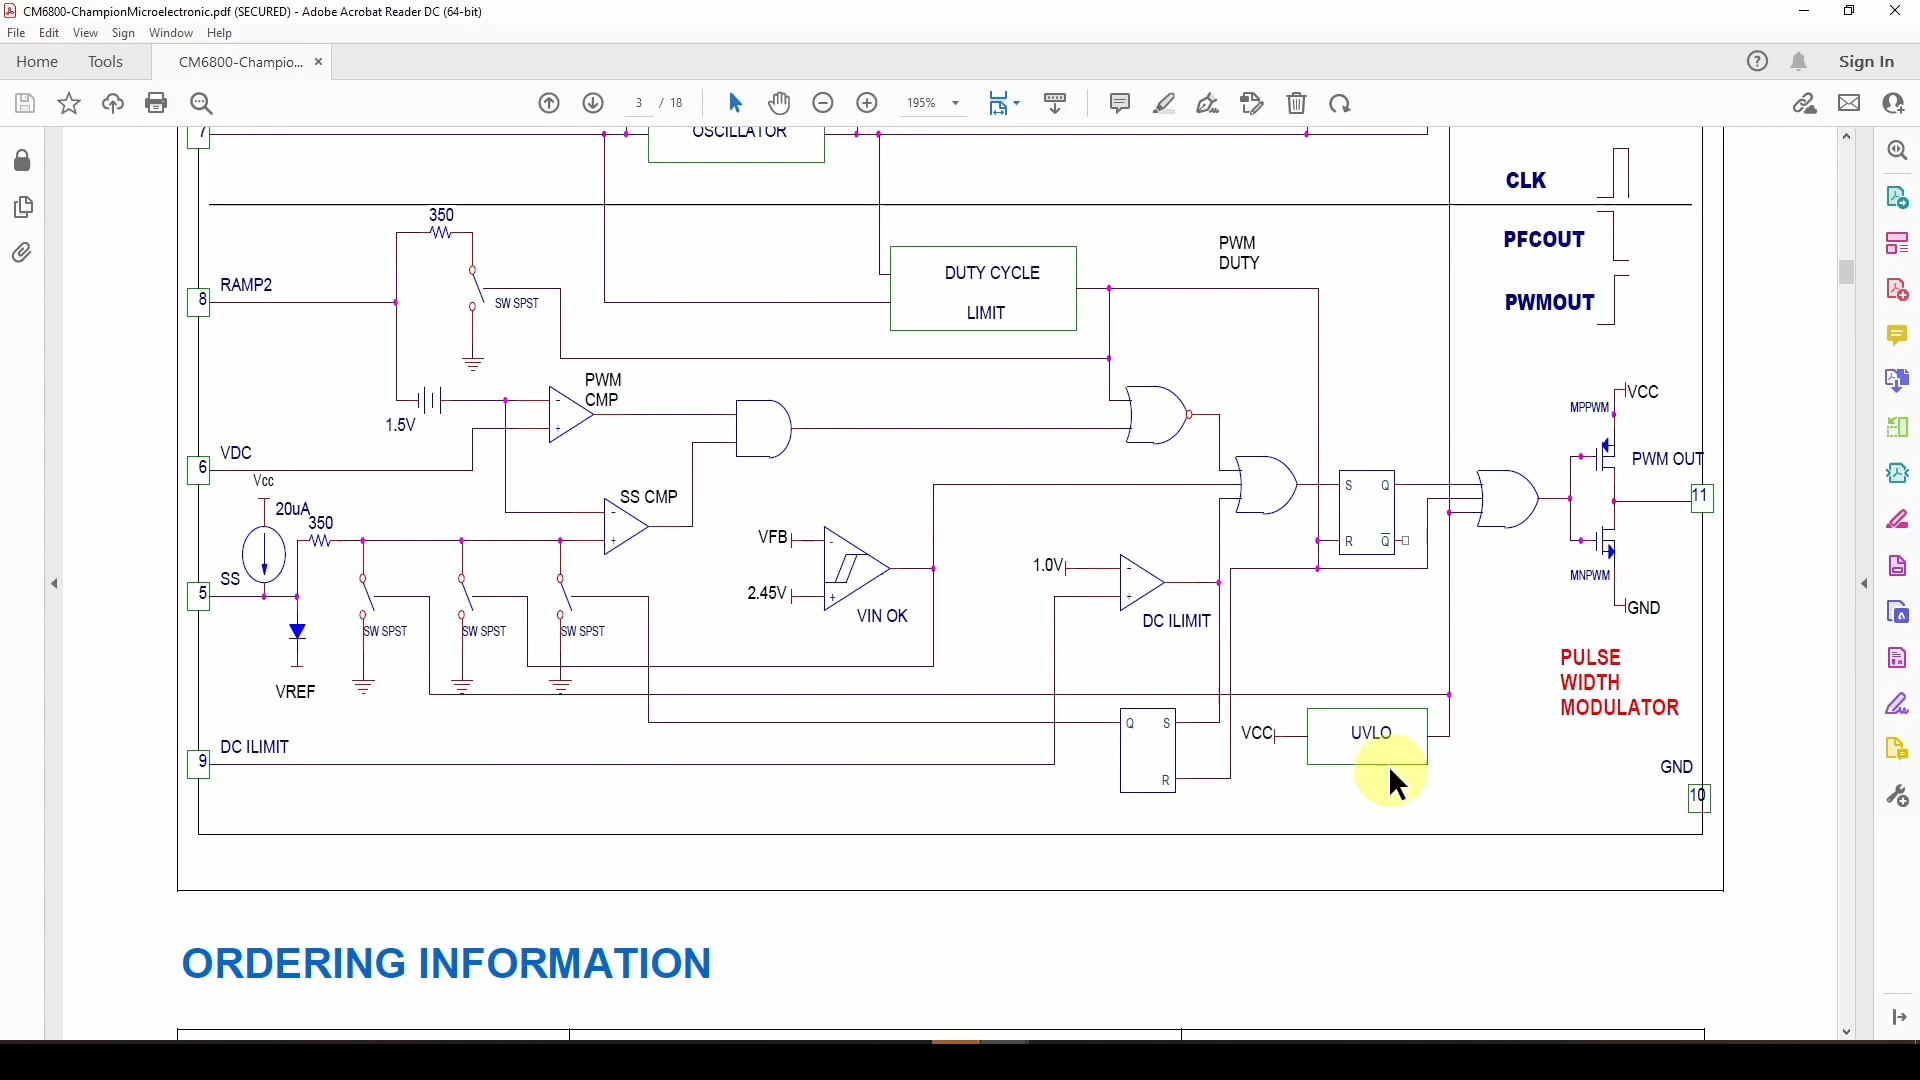 CM6800-ChampionMicroelectronic.pdf (SECURED) - Adobe Acrobat Reader DC (64-bit)
File Edit View Sign Window Help
Home Tools CM6800-Champio... ×
Sign In
3 / 18 195%
7 OSCILLATOR
CLK
350
PFCOUT
PWM
DUTY
DUTY CYCLE
LIMIT
8 RAMP2
SW SPST
PWMOUT
PWM
CMP
VCC
MPPWM
1.5V
- +
VDC
6
PWM OUT
Vcc
S Q
11
SS CMP
20uA
350
- +
VFB
R Q
1.0V
MNPWM
SS
5
2.45V
- +
VIN OK
- +
DC ILIMIT
GND
SW SPST SW SPST SW SPST
PULSE
WIDTH
MODULATOR
VREF
Q S
R
VCC UVLO
DC ILIMIT
9
GND
10
ORDERING INFORMATION